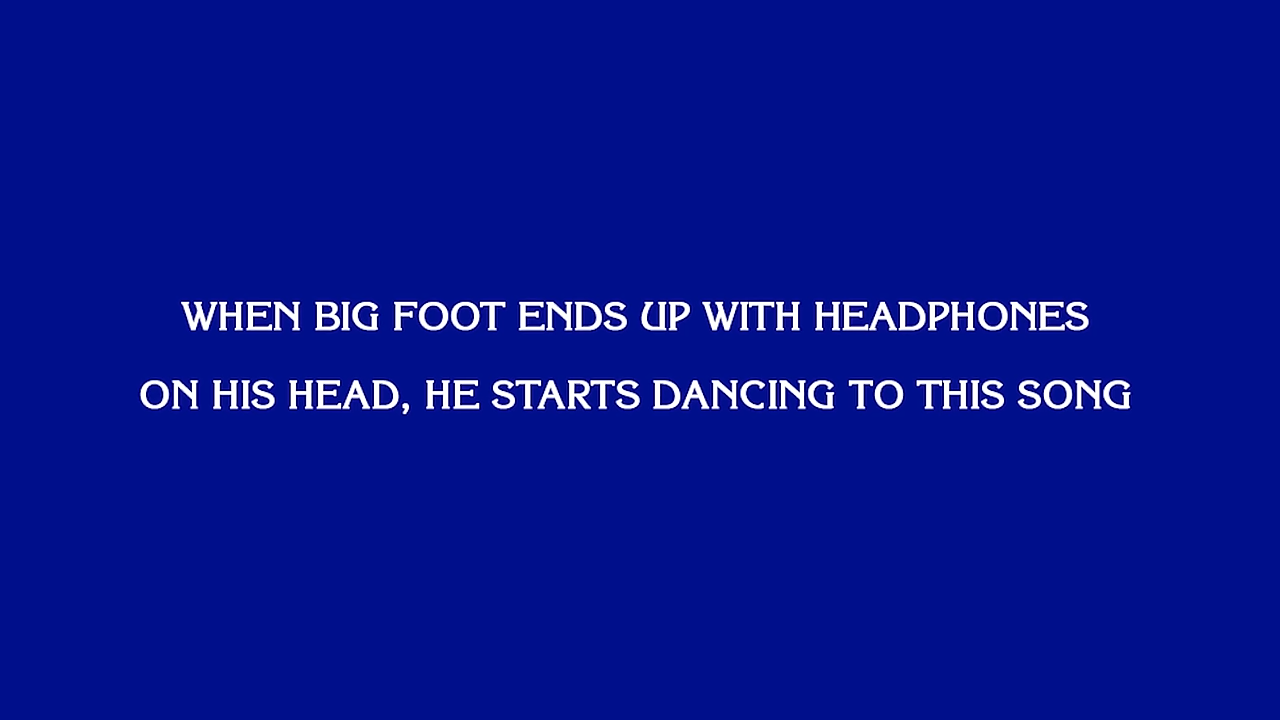 WHEN BIG FOOT ENDS UP WITH HEADPHONES
ON HIS HEAD, HE STARTS DANCING TO THIS SONG